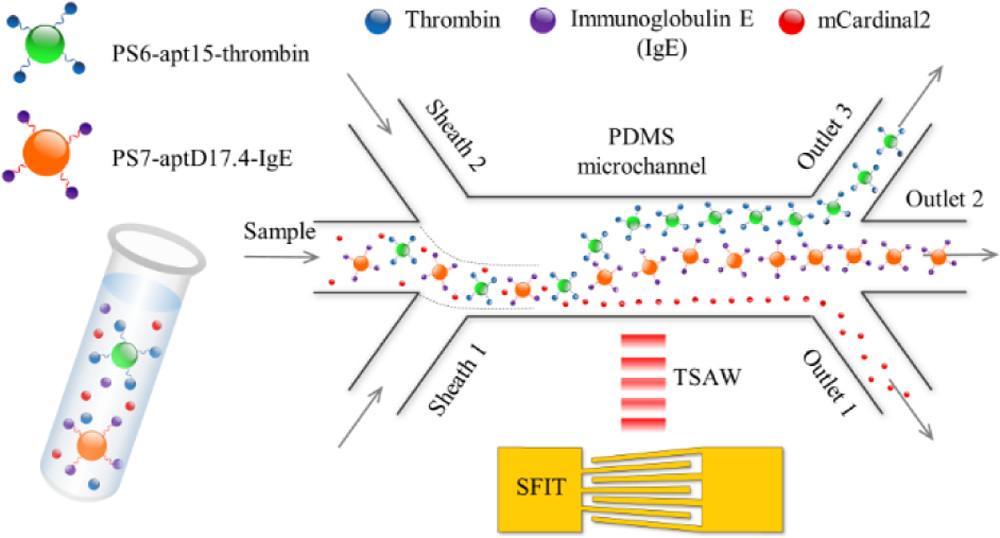 PS6-apt15-thrombin
PS7-aptD17.4-IgE
Thrombin
Immunoglobulin E
(IgE)
mCardinal2
Sheath 2
PDMS
microchannel
Outlet 3
Outlet 2
Sample
Sheath 1
TSAW
Outlet 1
SFIT